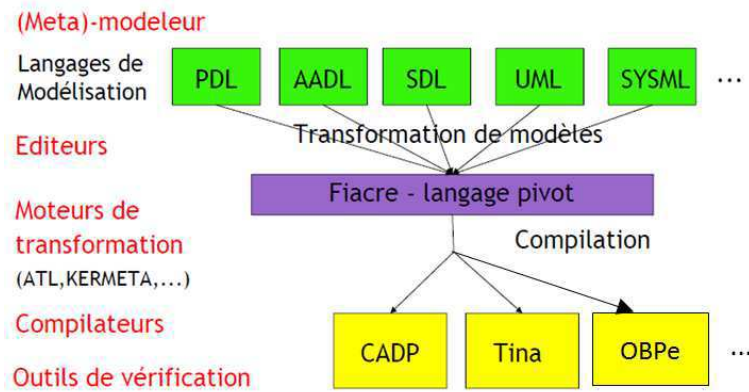 (Meta)-modeleur
Langages de
Modélisation
PDL
AADL
SDL
UML
SYSML
...
Transformation de modèles
Editeurs
Fiacre - langage pivot
Moteurs de
transformation
(ATL,KERMETA,...)
Compilation
Compilateurs
CADP
Tina
OBPe
...
Outils de vérification